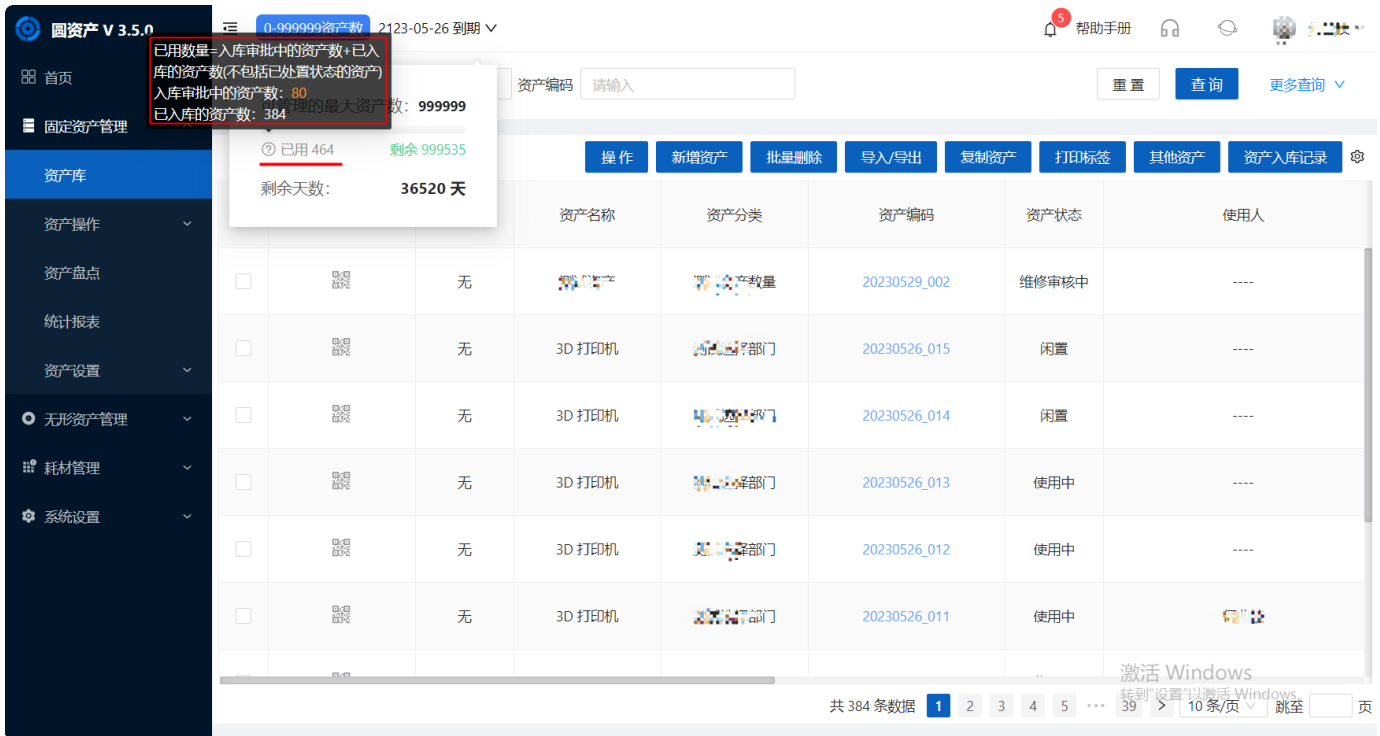 圆资产 V 3.5.0
0-999999资产数
2123-05-26 到期
5
帮助手册
已用数量=入库审批中的资产数+已入
库的资产数(不包括已处置状态的资产)
入库审批中的资产数：80
已入库的资产数：384
可管理的最大资产数：999999
已用 464
剩余 999535
剩余天数：
36520 天
资产编码
请输入
重 置
查 询
更多查询
首页
固定资产管理
资产库
资产操作
资产盘点
统计报表
资产设置
无形资产管理
耗材管理
系统设置
操 作
新增资产
批量删除
导入/导出
复制资产
打印标签
其他资产
资产入库记录
资产名称
资产分类
资产编码
资产状态
使用人
无
产数量
20230529_002
维修审核中
----
无
3D 打印机
部门
20230526_015
闲置
----
无
3D 打印机
部门
20230526_014
闲置
----
无
3D 打印机
择部门
20230526_013
使用中
----
无
3D 打印机
择部门
20230526_012
使用中
----
无
3D 打印机
部门
20230526_011
使用中
激活 Windows
转到"设置"以激活 Windows。
共 384 条数据
1
2
3
4
5
•••
39
10 条/页
跳至
页